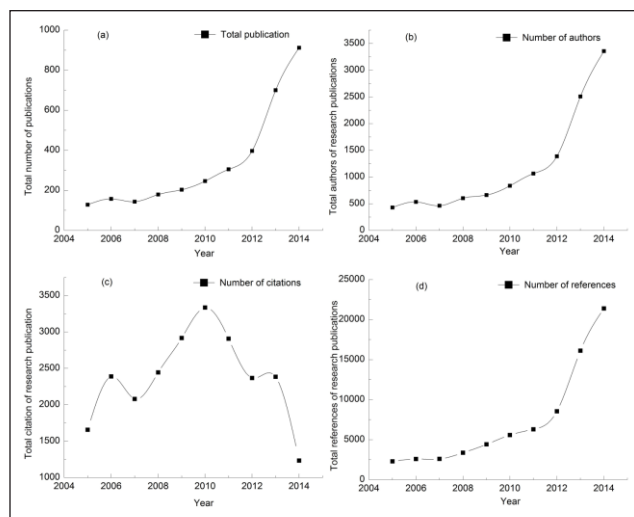 (a)
Total publication
Total number of publications
1000
800
600
400
200
0
2004 2006 2008 2010 2012 2014
Year
(b)
Number of authors
Total authors of research publications
3500
3000
2500
2000
1500
1000
500
0
2004 2006 2008 2010 2012 2014
Year
(c)
Number of citations
Total citation of research publication
3500
3000
2500
2000
1500
1000
2004 2006 2008 2010 2012 2014
Year
(d)
Number of references
Total references of research publications
25000
20000
15000
10000
5000
0
2004 2006 2008 2010 2012 2014
Year